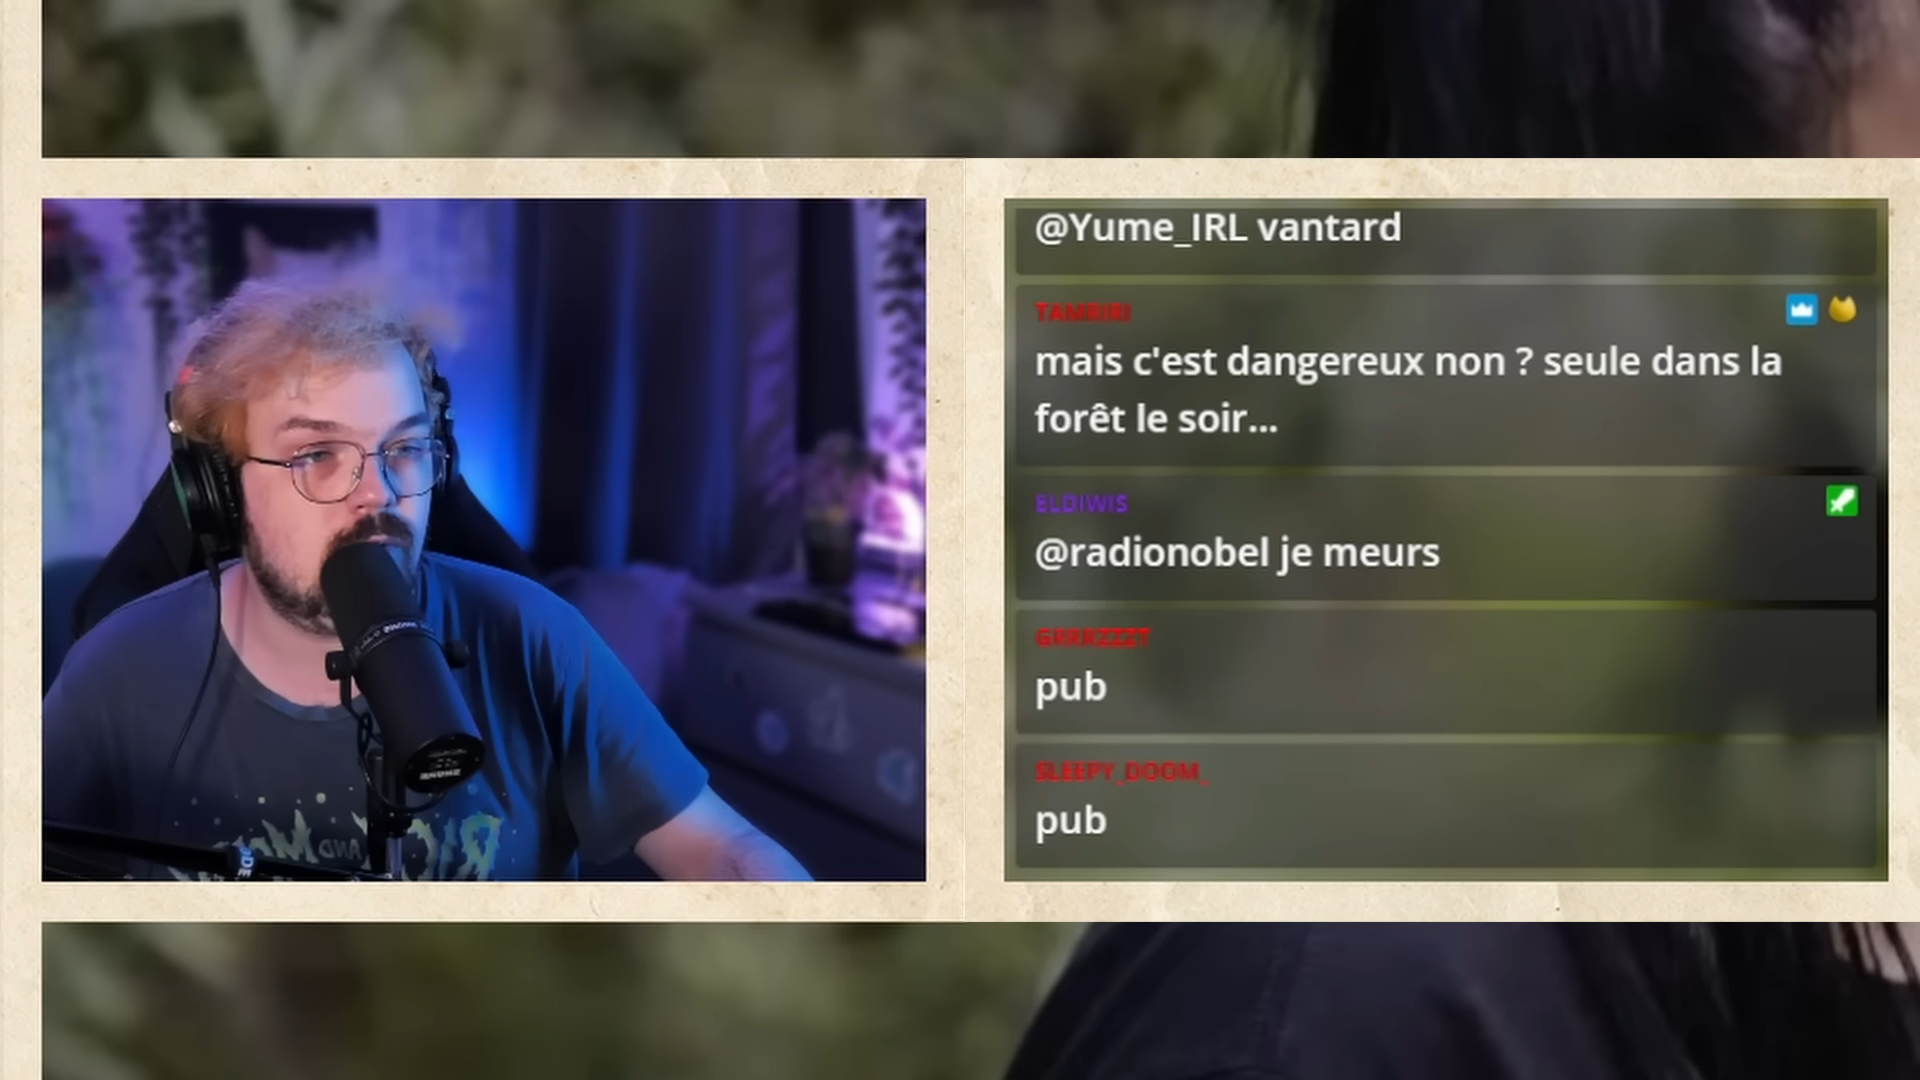 @Yume_IRL vantard
TAMRIRI
mais c'est dangereux non ? seule dans la
forêt le soir...
ELDIWIS
@radionobel je meurs
GRRRZZZT
pub
SLEEPY_DOOM_
pub